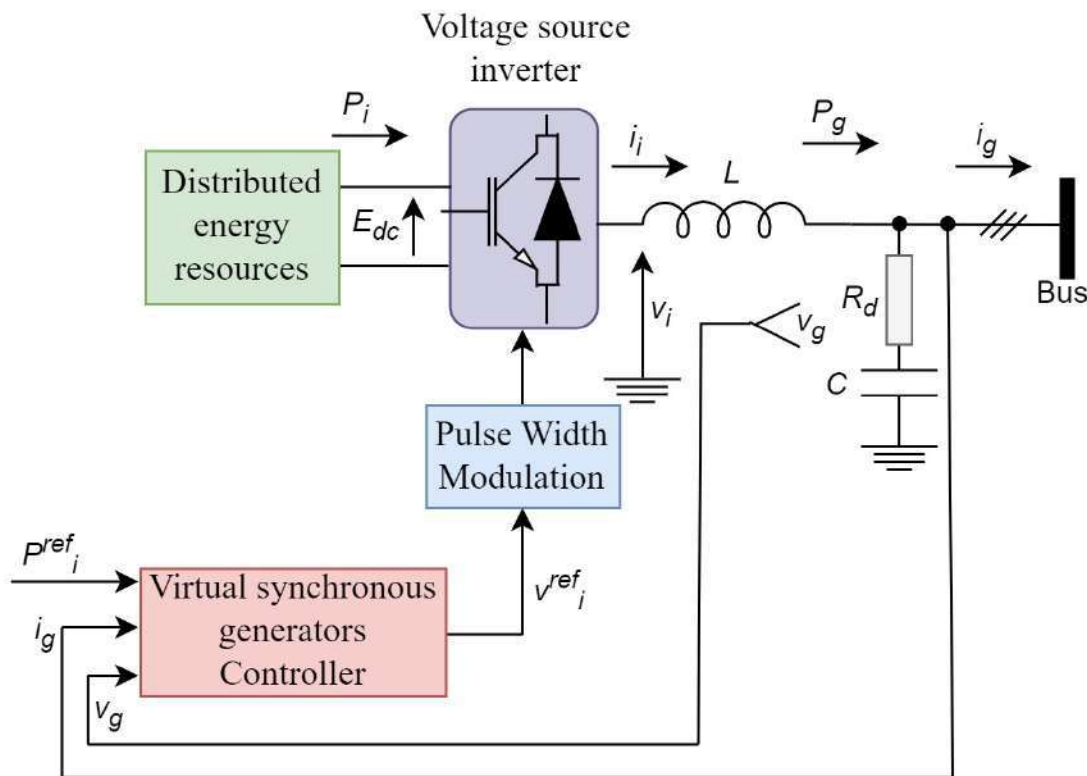 Voltage source
inverter
P_i
i_i
P_g
i_g
L
Distributed
energy
resources
E_dc
R_d
Bus
v_i
v_g
C
Pulse Width
Modulation
P^ref_i
Virtual synchronous
generators
Controller
v^ref_i
i_g
v_g